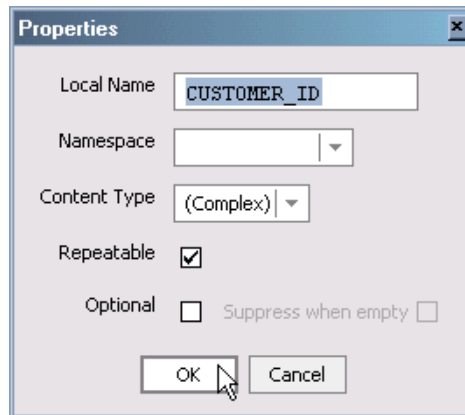 Properties
Local Name CUSTOMER_ID
Namespace
Content Type (Complex)
Repeatable
Optional Suppress when empty
OK Cancel